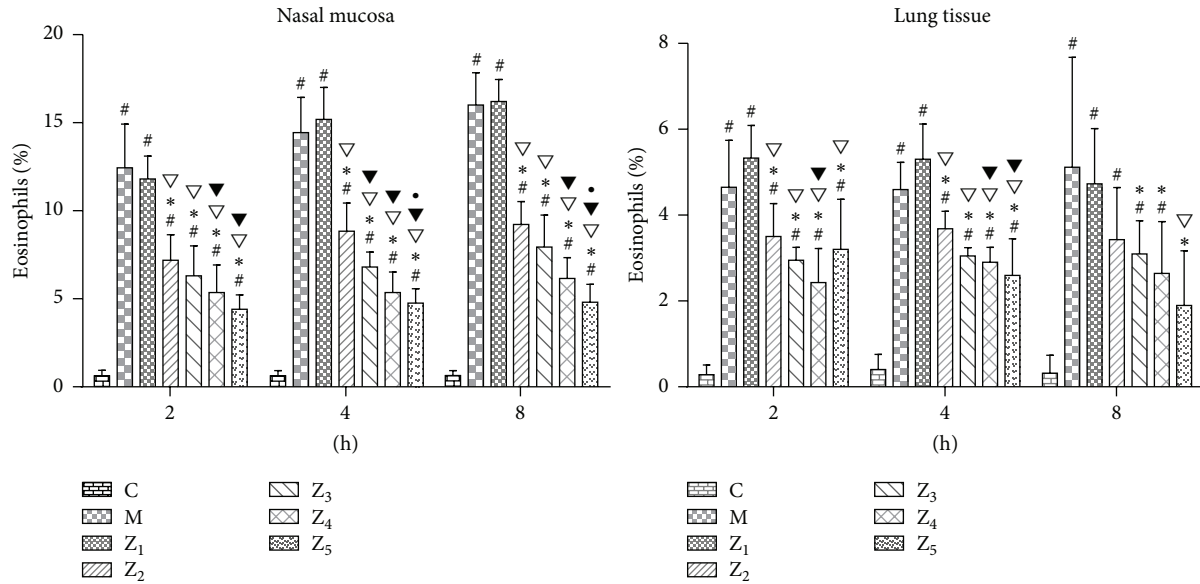 Nasal mucosa
Eosinophils (%)
20
15
10
5
0
# # ▽ * # ▽ * # ▼ ▽ * # ▼ ▽ * #
# # ▽ * # ▼ ▽ * # ▼ ▽ * # • ▼ ▽ * #
# # ▽ * # ▽ * # ▼ ▽ * # • ▼ ▽ * #
2 4 8
(h)
C
M
Z1
Z2
Z3
Z4
Z5
Lung tissue
Eosinophils (%)
8
6
4
2
0
# # ▽ * # ▽ * # ▼ ▽ * # ▽ * #
# # ▽ * # ▽ * # ▼ ▽ * # ▼ ▽ * #
# # # * # * # ▽ *
2 4 8
(h)
C
M
Z1
Z2
Z3
Z4
Z5